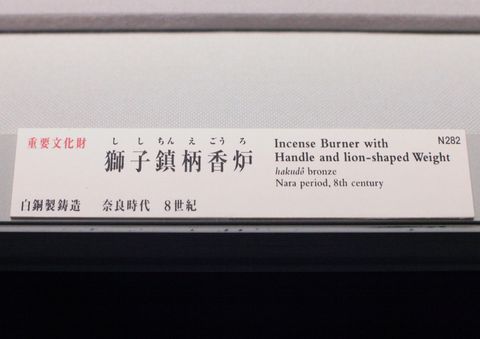 重要文化財
しし ちん え ごう ろ
獅子鎮柄香炉
白銅製鋳造 奈良時代 8世紀
Incense Burner with
Handle and lion-shaped Weight
hakudō bronze
Nara period, 8th century
N282